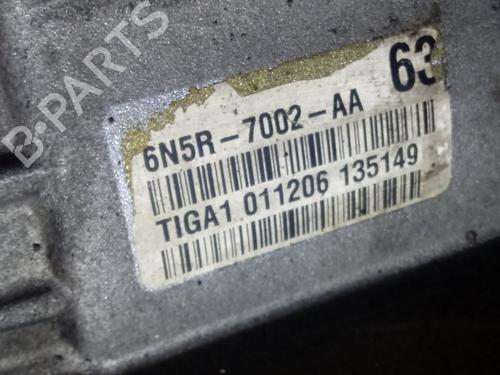 B-PARTS
63
6N5R-7002-AA
TIGA1 011206 135149